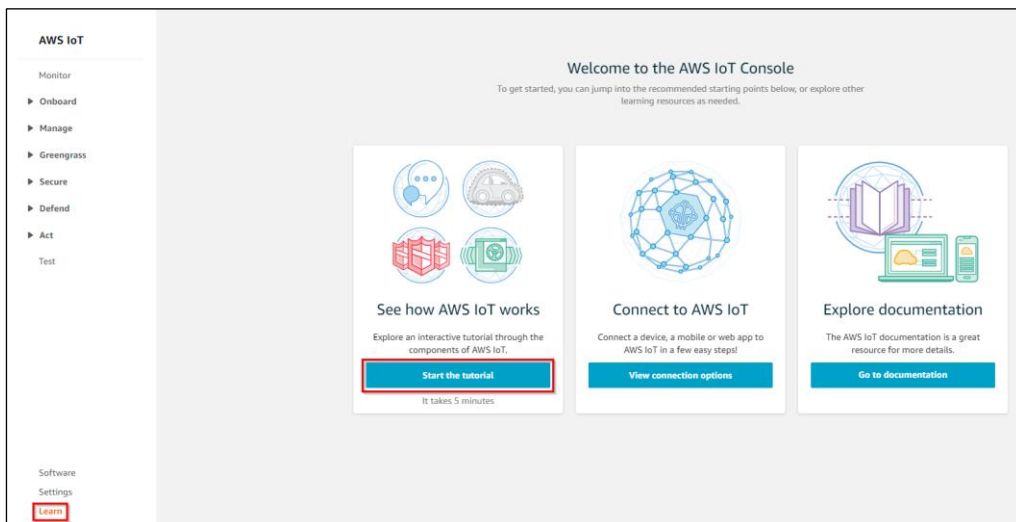 AWS IoT
Monitor
Onboard
Manage
Greengrass
Secure
Defend
Act
Test
Software
Settings
Learn
Welcome to the AWS IoT Console
To get started, you can jump into the recommended starting points below, or explore other
learning resources as needed.
See how AWS IoT works
Explore an interactive tutorial through the
components of AWS IoT.
Start the tutorial
It takes 5 minutes
Connect to AWS IoT
Connect a device, a mobile or web app to
AWS IoT in a few easy steps!
View connection options
Explore documentation
The AWS IoT documentation is a great
resource for more details.
Go to documentation